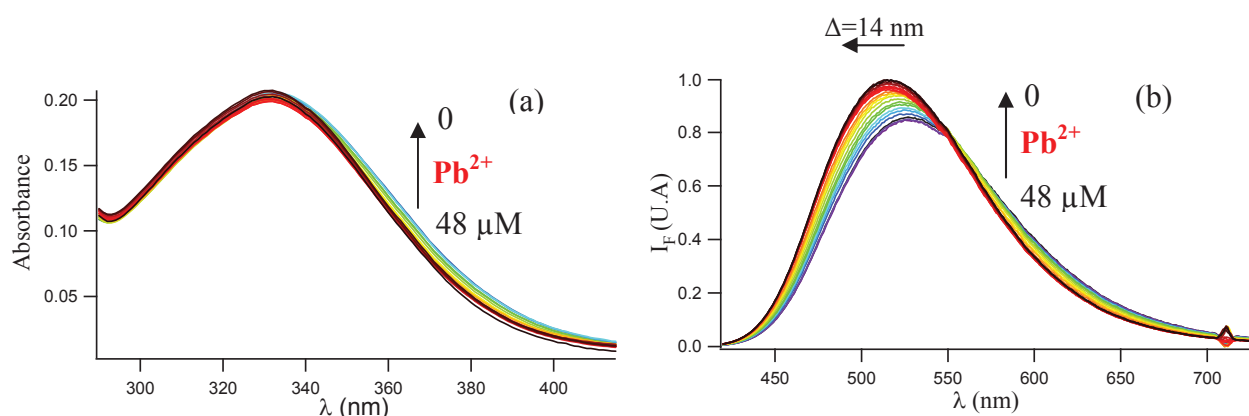 Δ=14 nm
(a)
0
Pb²⁺
48 µM
Absorbance
0.20
0.15
0.10
0.05
300
320
340
360
380
400
λ (nm)
(b)
0
Pb²⁺
48 µM
I_F (U.A)
1.0
0.8
0.6
0.4
0.2
0.0
450
500
550
600
650
700
λ (nm)